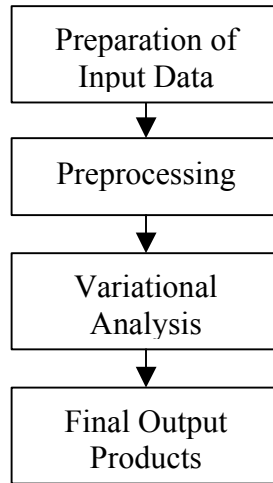 Preparation of
Input Data
Preprocessing
Variational
Analysis
Final Output
Products